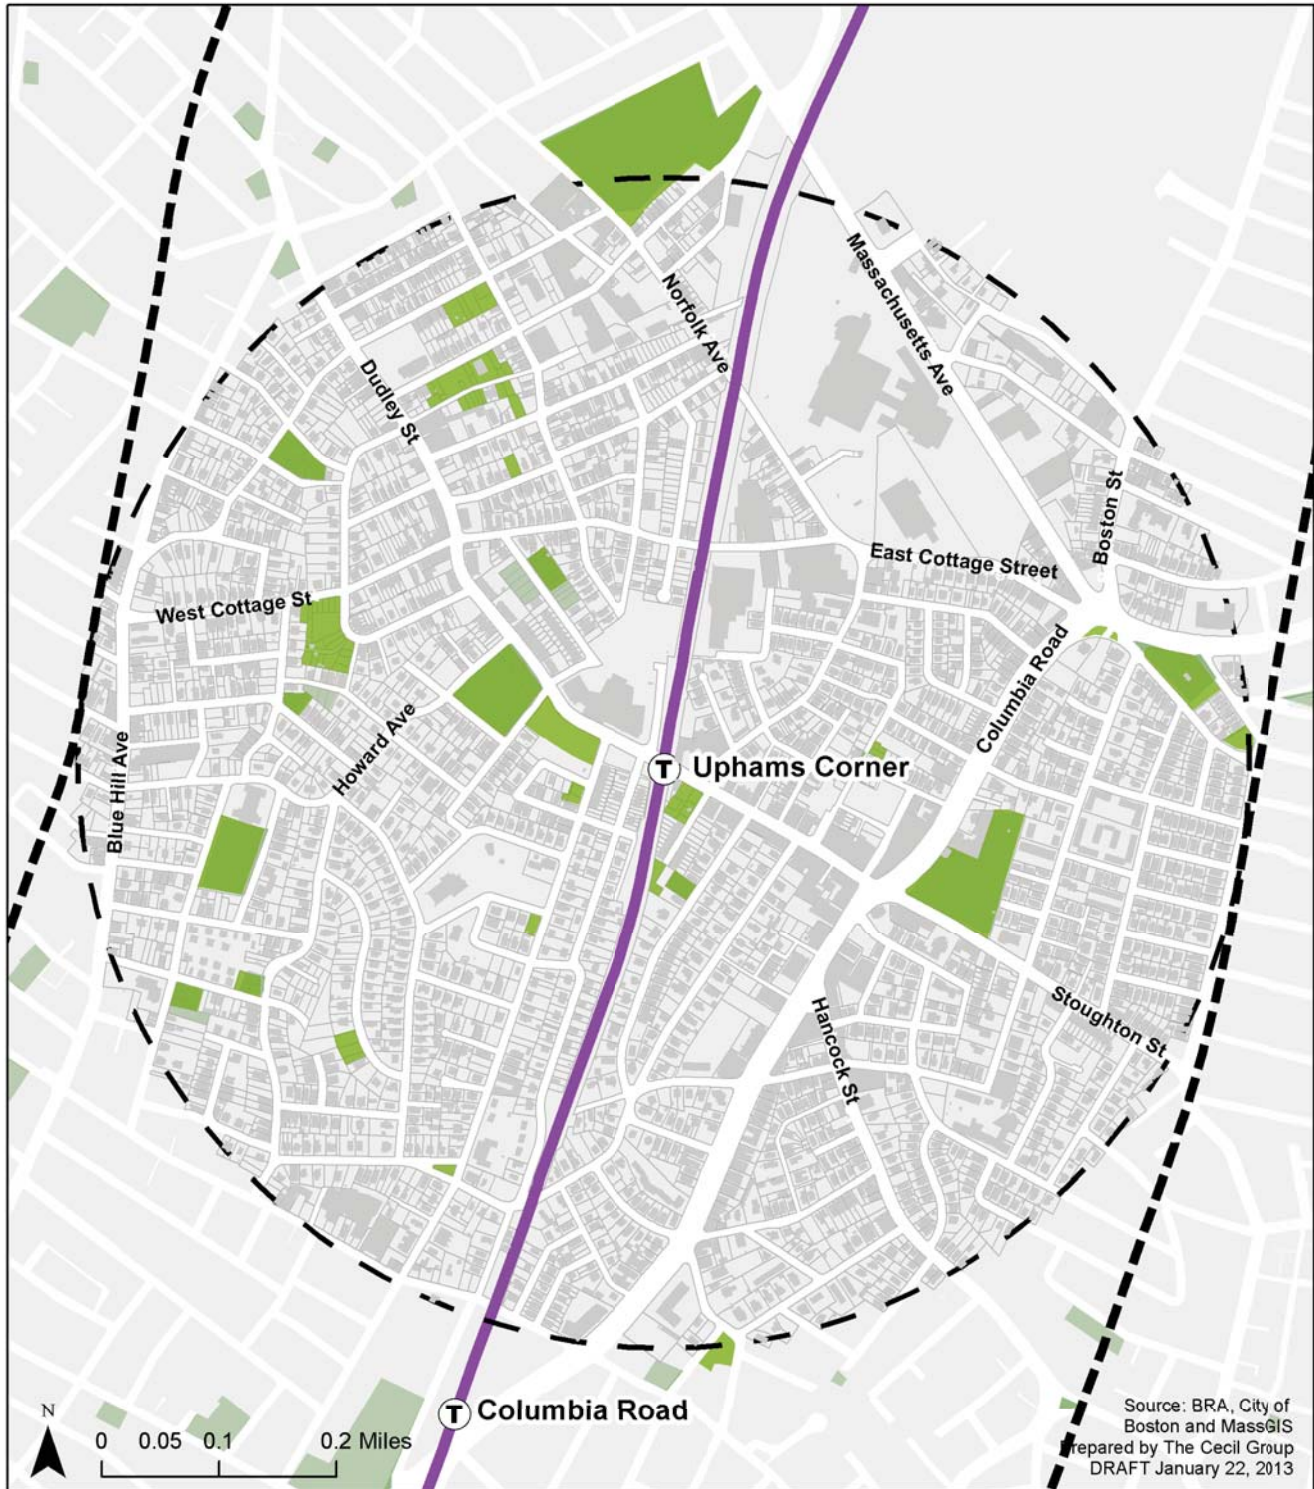 Norfolk Ave
Massachusetts Ave
Dudley St
Boston St
East Cottage Street
West Cottage St
Columbia Road
Howard Ave
Blue Hill Ave
T Uphams Corner
Stoughton St
Hancock St
T Columbia Road
N
0 0.05 0.1 0.2 Miles
Source: BRA, City of
Boston and MassGIS
Prepared by The Cecil Group
DRAFT January 22, 2013